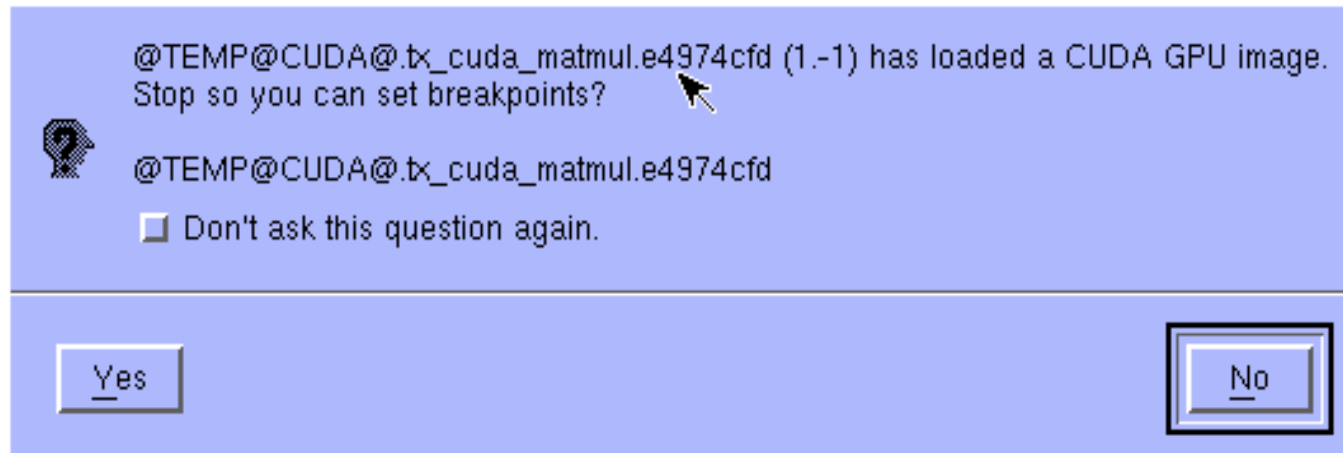 @TEMP@CUDA@.tx_cuda_matmul.e4974cfd (1.-1) has loaded a CUDA GPU image.
Stop so you can set breakpoints?
@TEMP@CUDA@.tx_cuda_matmul.e4974cfd
Don't ask this question again.
Yes
No